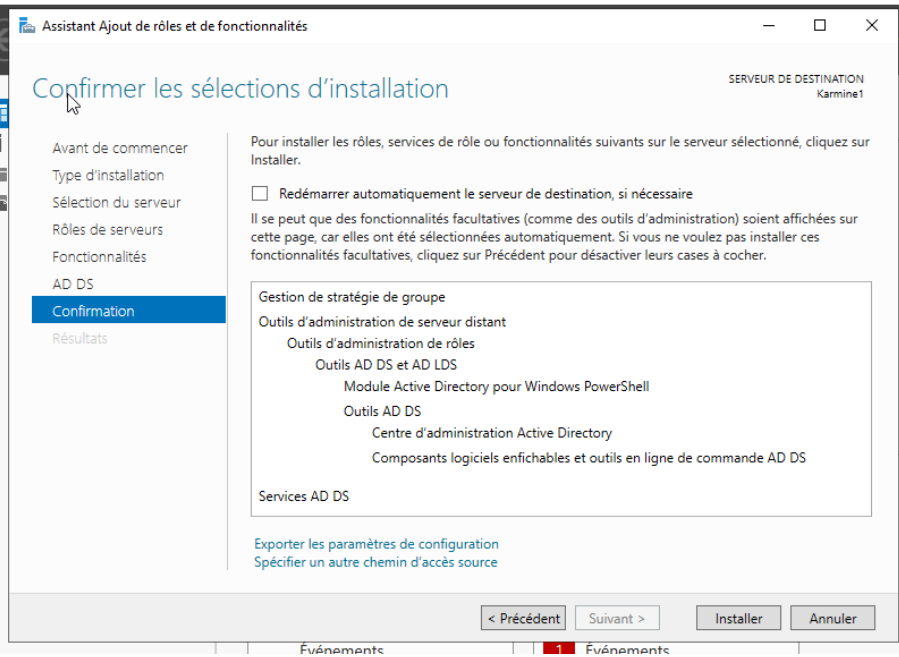 Assistant Ajout de rôles et de fonctionnalités
Confirmer les sélections d'installation
SERVEUR DE DESTINATION
Karmine1
Avant de commencer
Type d'installation
Sélection du serveur
Rôles de serveurs
Fonctionnalités
AD DS
Confirmation
Résultats
Pour installer les rôles, services de rôle ou fonctionnalités suivants sur le serveur sélectionné, cliquez sur
Installer.
Redémarrer automatiquement le serveur de destination, si nécessaire
Il se peut que des fonctionnalités facultatives (comme des outils d'administration) soient affichées sur
cette page, car elles ont été sélectionnées automatiquement. Si vous ne voulez pas installer ces
fonctionnalités facultatives, cliquez sur Précédent pour désactiver leurs cases à cocher.
Gestion de stratégie de groupe
Outils d'administration de serveur distant
Outils d'administration de rôles
Outils AD DS et AD LDS
Module Active Directory pour Windows PowerShell
Outils AD DS
Centre d'administration Active Directory
Composants logiciels enfichables et outils en ligne de commande AD DS
Services AD DS
Exporter les paramètres de configuration
Spécifier un autre chemin d'accès source
< Précédent
Suivant >
Installer
Annuler
Événements
1 Événements